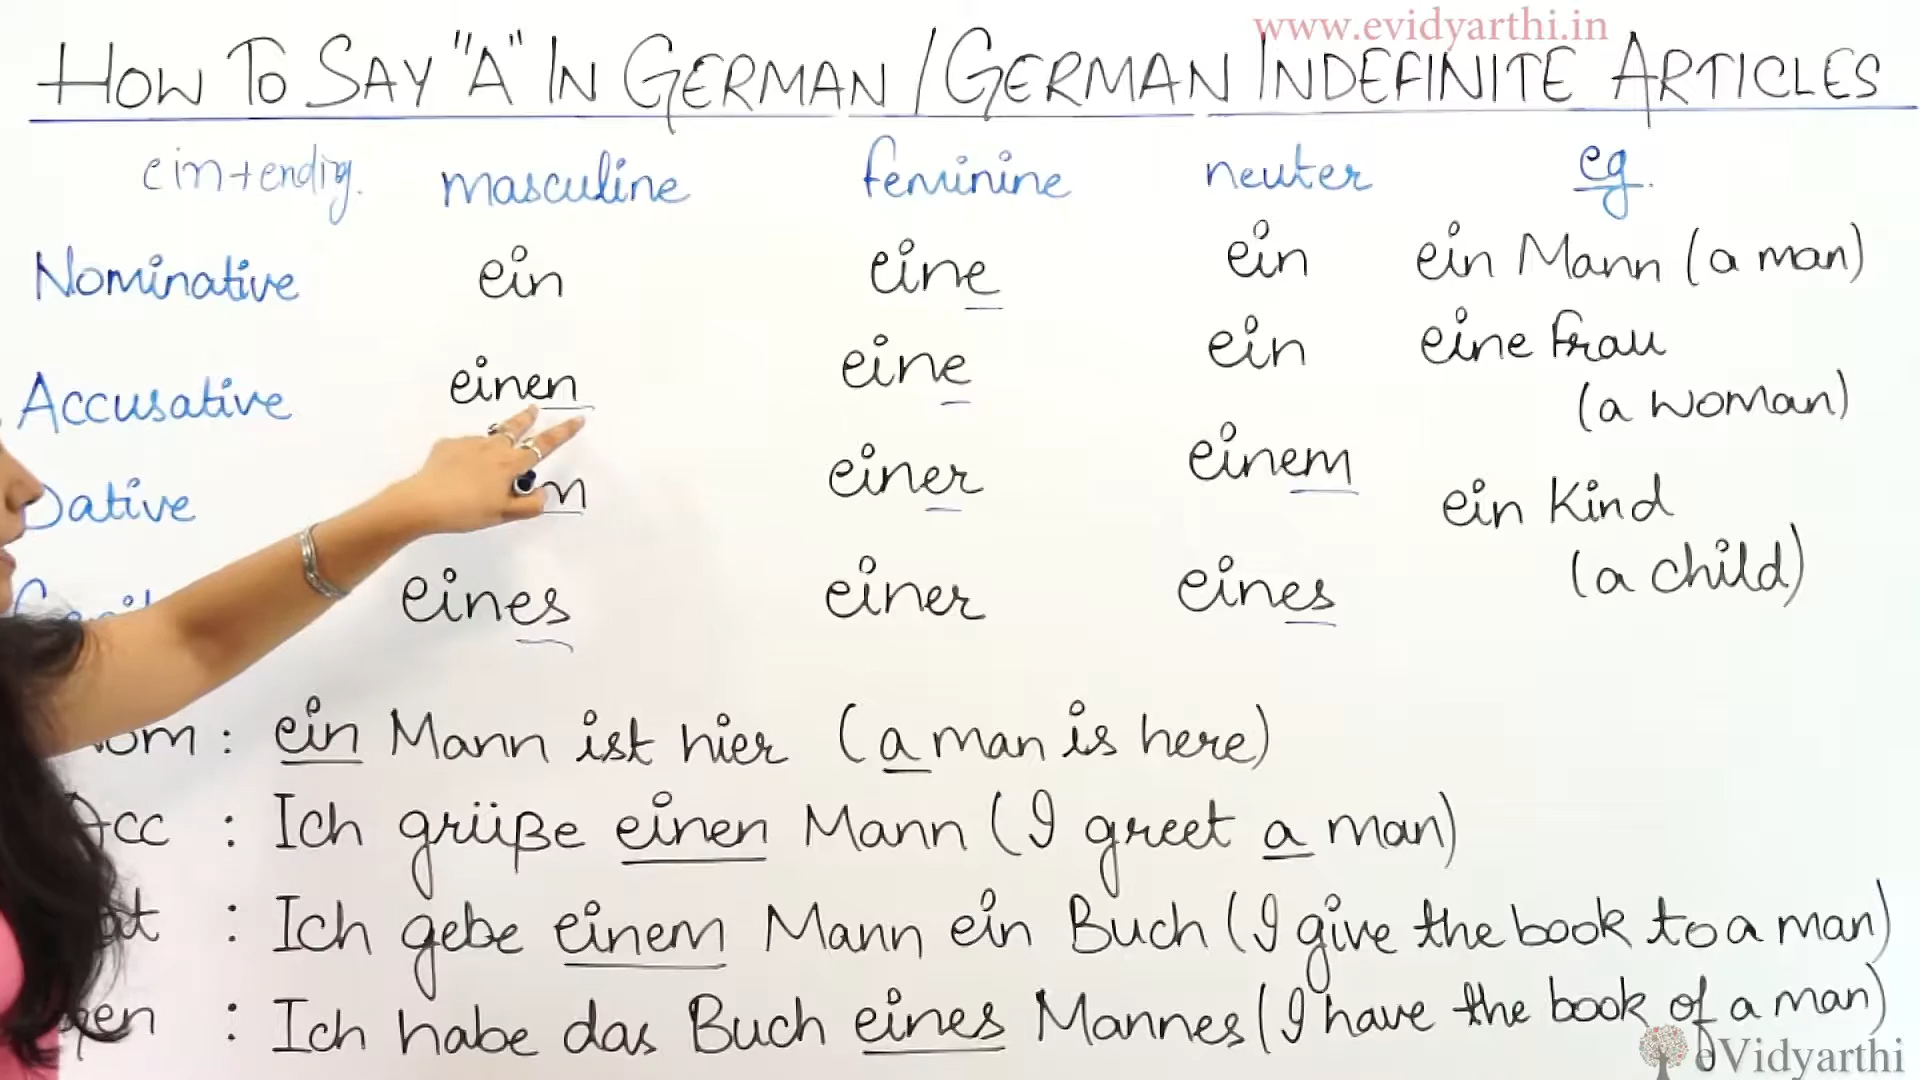 www.evidyarthi.in
HOW TO SAY "A" IN GERMAN / GERMAN INDEFINITE ARTICLES
ein+ending. masculine feminine neuter eg.
Nominative ein eine ein ein Mann (a man)
Accusative einen eine ein eine Frau
(a woman)
Dative einer einem ein Kind
(a child)
eines einer eines
: ein Mann ist hier (a man is here)
Acc : Ich grüße einen Mann (I greet a man)
: Ich gebe einem Mann ein Buch (I give the book to a man)
: Ich habe das Buch eines Mannes (I have the book of a man)
eVidyarthi